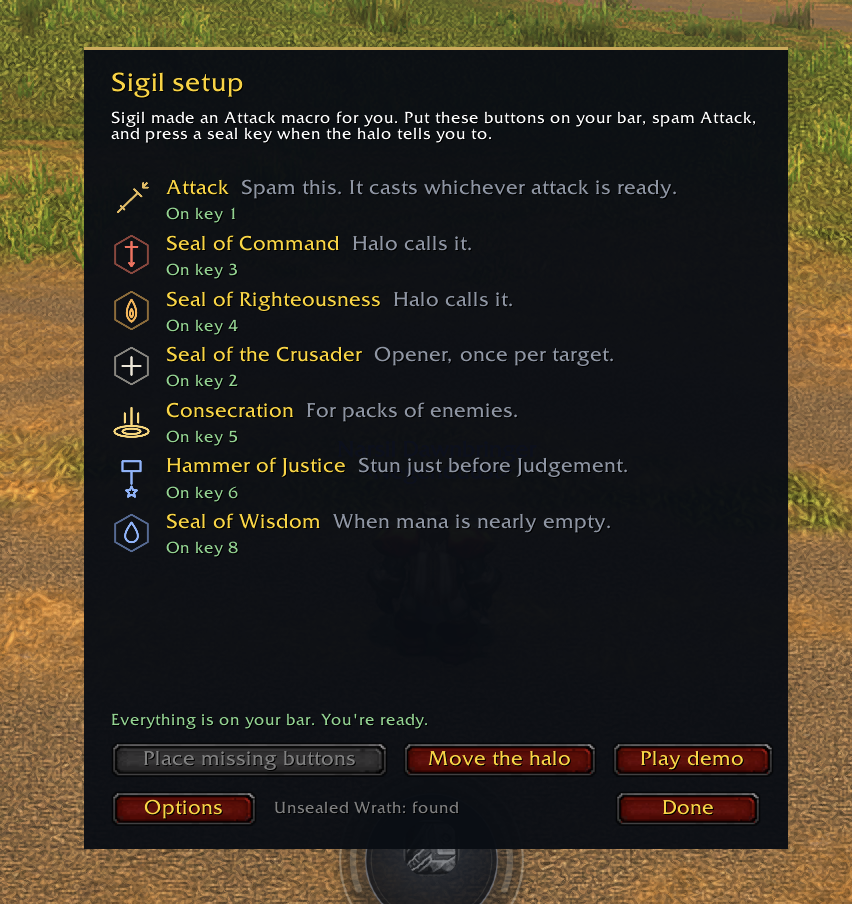 Sigil setup
Sigil made an Attack macro for you. Put these buttons on your bar, spam Attack,
and press a seal key when the halo tells you to.
Attack Spam this. It casts whichever attack is ready.
On key 1
Seal of Command Halo calls it.
On key 3
Seal of Righteousness Halo calls it.
On key 4
Seal of the Crusader Opener, once per target.
On key 2
Consecration For packs of enemies.
On key 5
Hammer of Justice Stun just before Judgement.
On key 6
Seal of Wisdom When mana is nearly empty.
On key 8
Everything is on your bar. You're ready.
Place missing buttons Move the halo Play demo
Options Unsealed Wrath: found Done